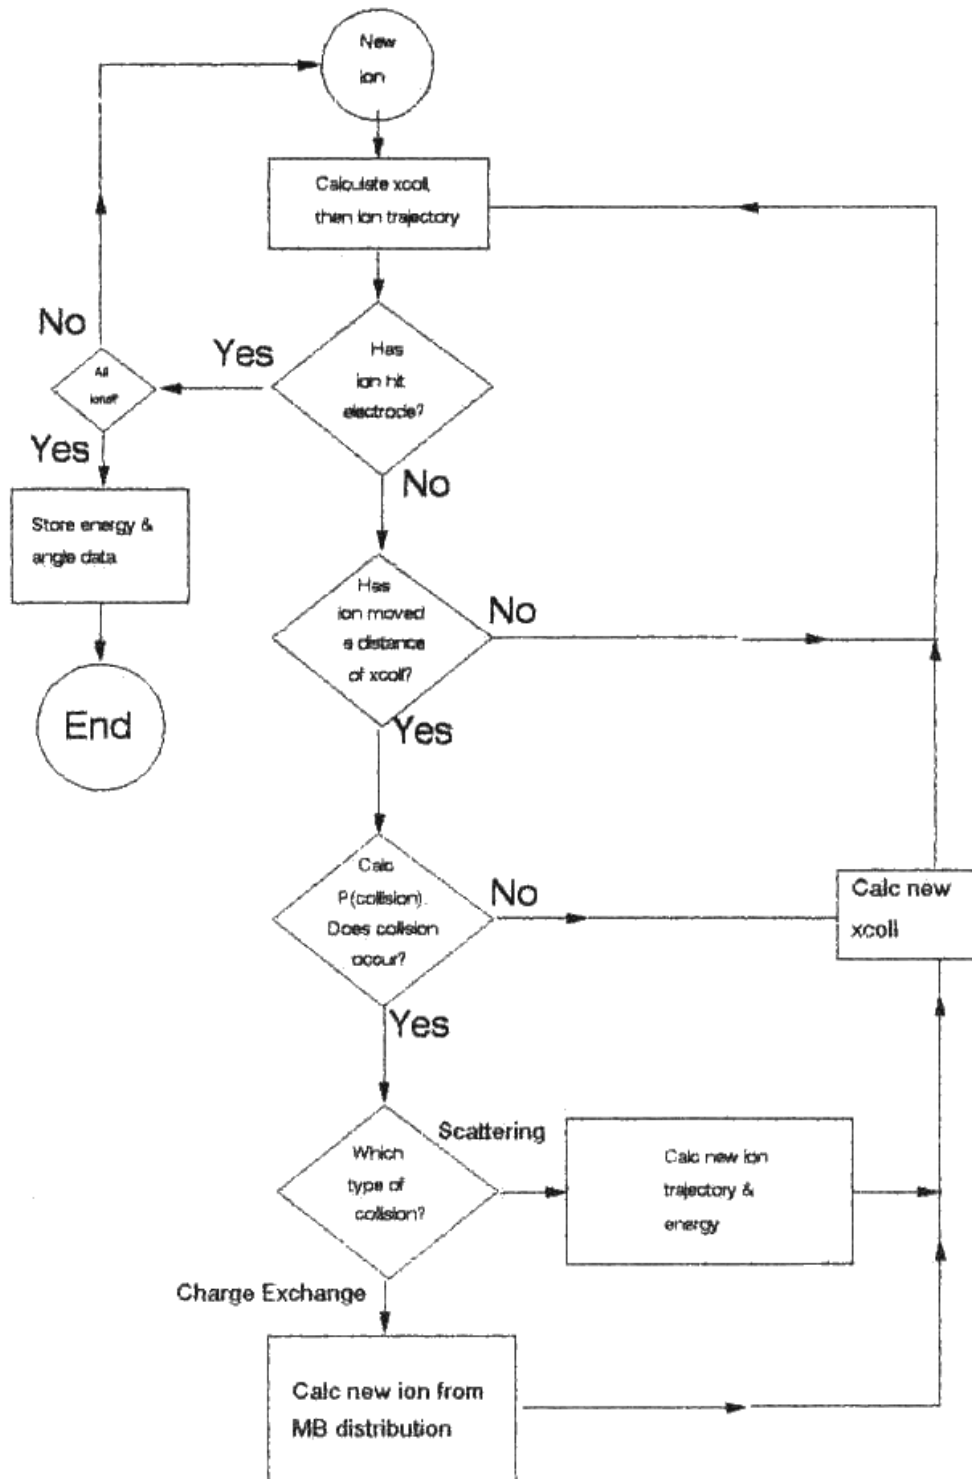 New
ion
Calculate xcoll,
then ion trajectory
No
Yes
Has
ion hit
electrode?
All
ions?
Yes
No
Store energy &
angle data
Has
ion moved
a distance
of xcoll?
No
End
Yes
Calc
P(collision).
Does collision
occur?
No
Calc new
xcoll
Yes
Scattering
Which
type of
collision?
Calc new ion
trajectory &
energy
Charge Exchange
Calc new ion from
MB distribution